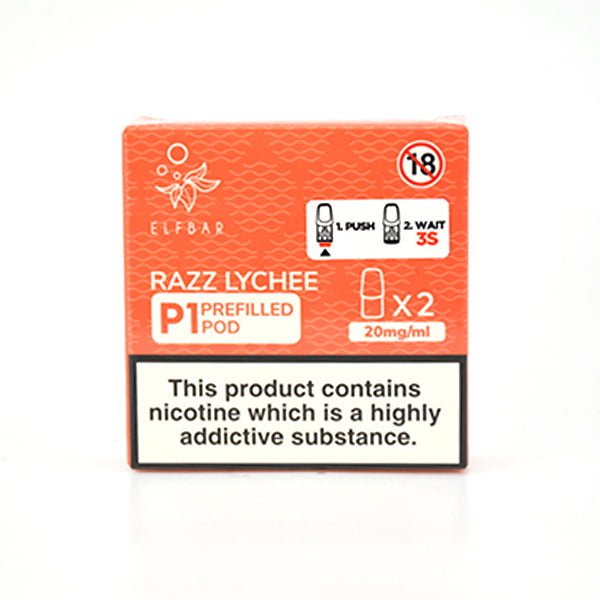 ELFBAR
18
1. PUSH
2. WAIT
3S
RAZZ LYCHEE
P1 PREFILLED
POD
X2
20mg/ml
This product contains
nicotine which is a highly
addictive substance.